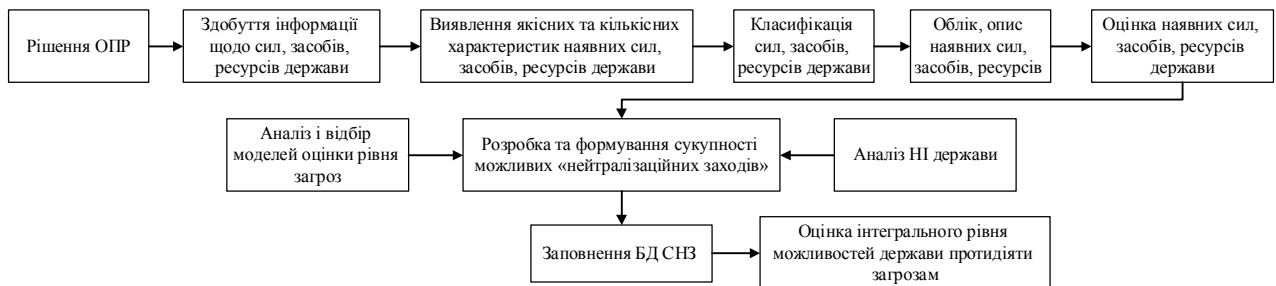 Рішення ОПР
Здобуття інформації
щодо сил, засобів,
ресурсів держави
Виявлення якісних та кількісних
характеристик наявних сил,
засобів, ресурсів держави
Класифікація
сил, засобів,
ресурсів держави
Облік, опис
наявних сил,
засобів, ресурсів
Оцінка наявних сил,
засобів, ресурсів
держави
Аналіз і відбір
моделей оцінки рівня
загроз
Розробка та формування сукупності
можливих «нейтралізаційних заходів»
Аналіз НІ держави
Заповнення БД СНЗ
Оцінка інтегрального рівня
можливостей держави протидіяти
загрозам